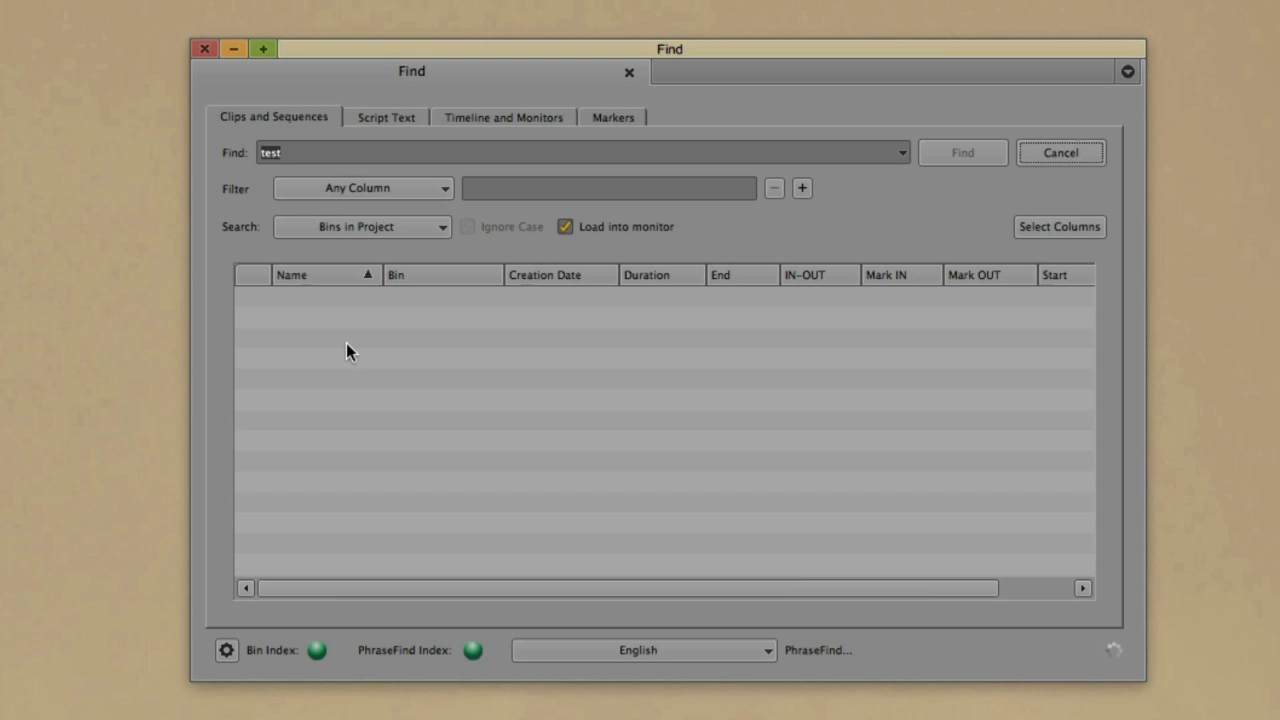 Find
Find
Clips and Sequences Script Text Timeline and Monitors Markers
Find: test Find Cancel
Filter Any Column
Search: Bins in Project Ignore Case Load into monitor Select Columns
Name Bin Creation Date Duration End IN-OUT Mark IN Mark OUT Start
Bin Index: PhraseFind Index: English PhraseFind...